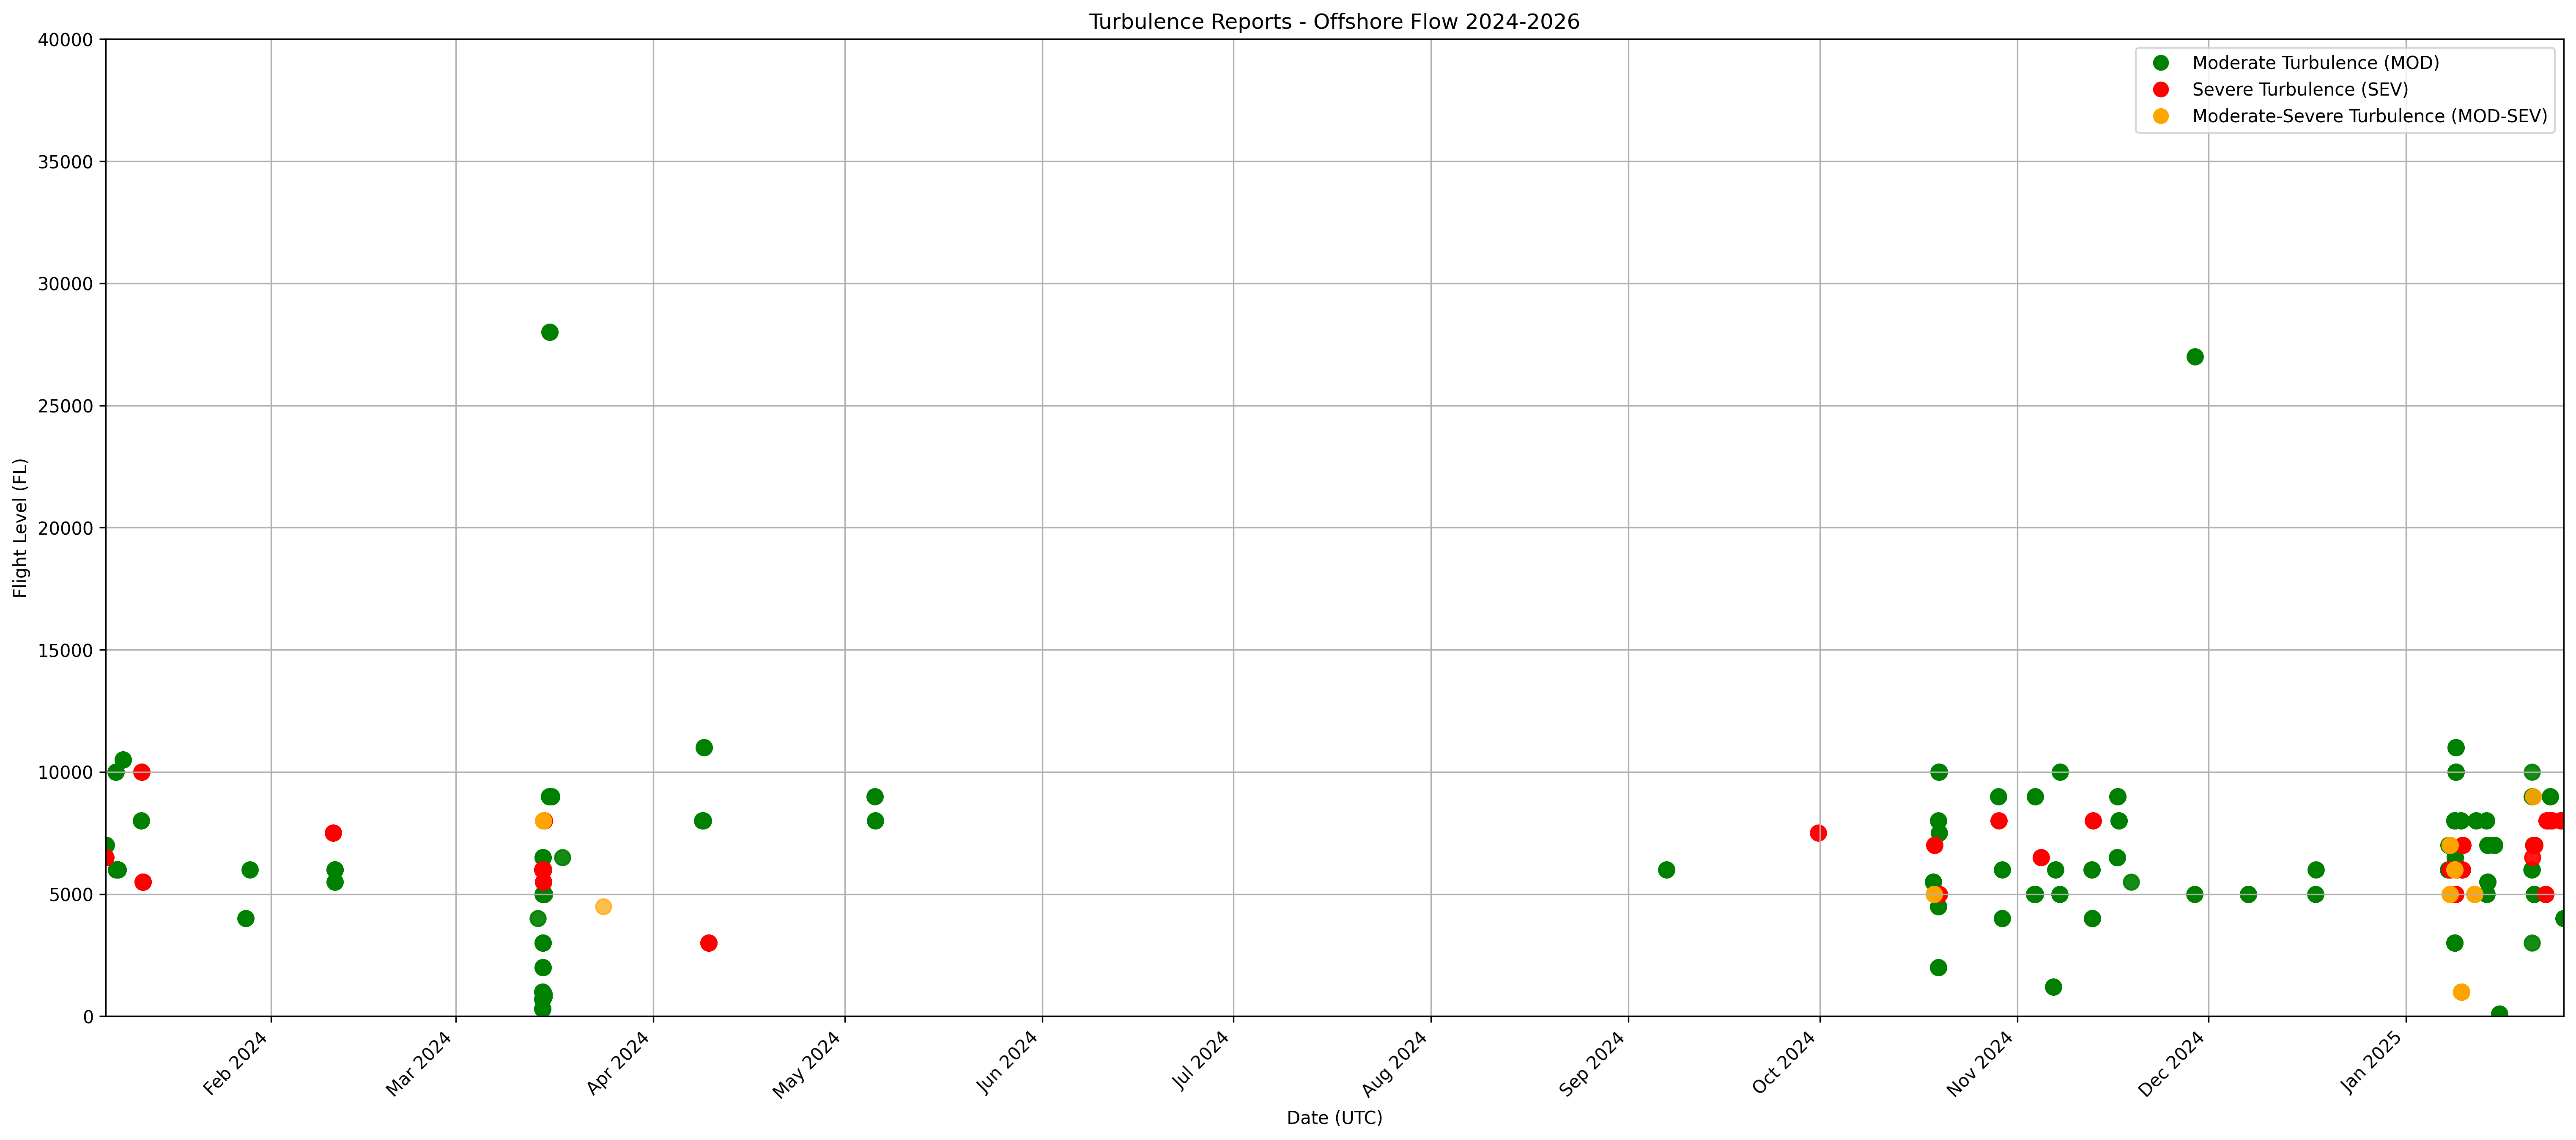 Turbulence Reports - Offshore Flow 2024-2026
40000
35000
30000
25000
20000
15000
10000
5000
0
Flight Level (FL)
Moderate Turbulence (MOD)
Severe Turbulence (SEV)
Moderate-Severe Turbulence (MOD-SEV)
Feb 2024
Mar 2024
Apr 2024
May 2024
Jun 2024
Jul 2024
Aug 2024
Sep 2024
Oct 2024
Nov 2024
Dec 2024
Jan 2025
Date (UTC)